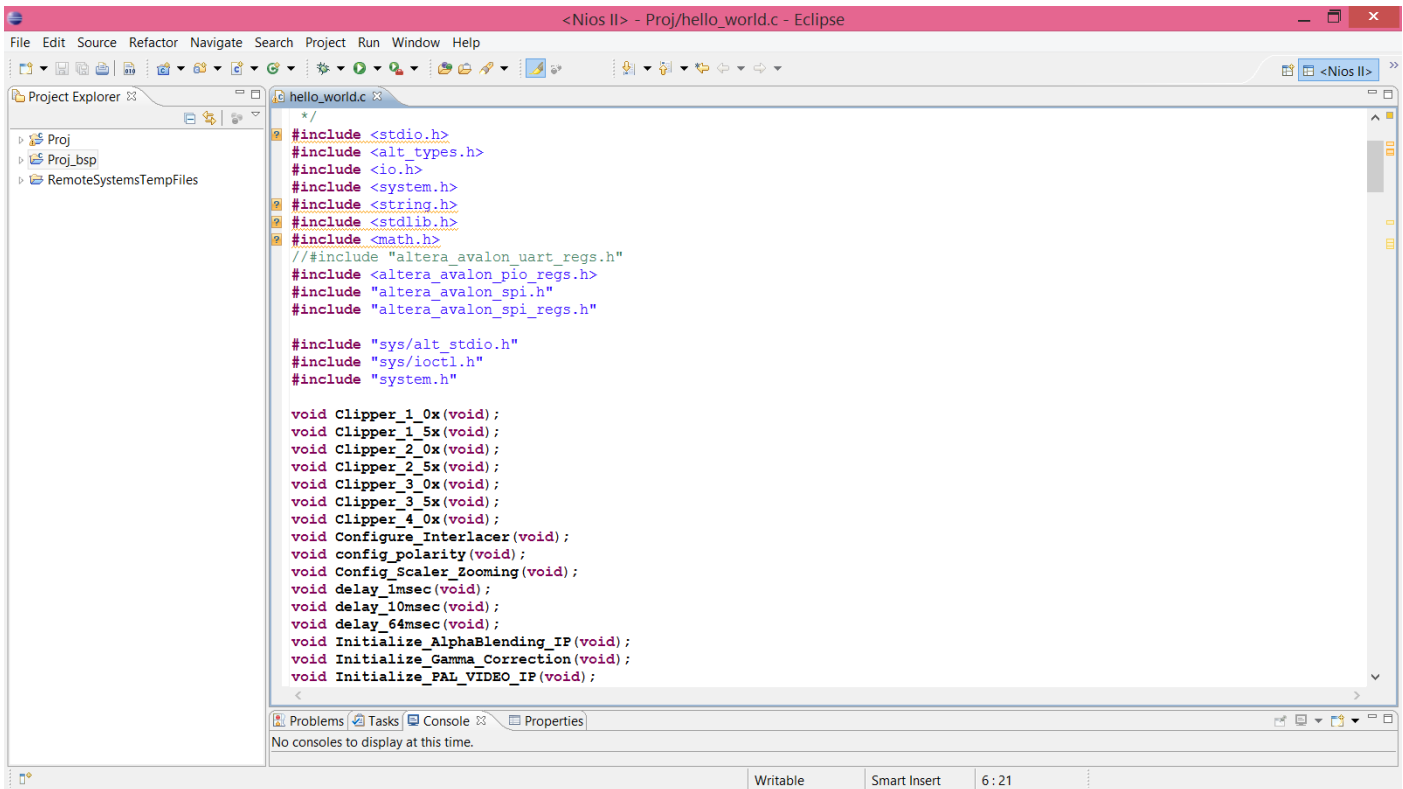 <Nios II> - Proj/hello_world.c - Eclipse
File Edit Source Refactor Navigate Search Project Run Window Help
<Nios II>
Project Explorer
hello_world.c
Proj
Proj_bsp
RemoteSystemsTempFiles
*/
#include <stdio.h>
#include <alt_types.h>
#include <io.h>
#include <system.h>
#include <string.h>
#include <stdlib.h>
#include <math.h>
//#include "altera_avalon_uart_regs.h"
#include <altera_avalon_pio_regs.h>
#include "altera_avalon_spi.h"
#include "altera_avalon_spi_regs.h"
#include "sys/alt_stdio.h"
#include "sys/ioctl.h"
#include "system.h"
void Clipper_1_0x(void);
void Clipper_1_5x(void);
void Clipper_2_0x(void);
void Clipper_2_5x(void);
void Clipper_3_0x(void);
void Clipper_3_5x(void);
void Clipper_4_0x(void);
void Configure_Interlacer(void);
void config_polarity(void);
void Config_Scaler_Zooming(void);
void delay_1msec(void);
void delay_10msec(void);
void delay_64msec(void);
void Initialize_AlphaBlending_IP(void);
void Initialize_Gamma_Correction(void);
void Initialize_PAL_VIDEO_IP(void);
Problems Tasks Console Properties
No consoles to display at this time.
Writable Smart Insert 6 : 21